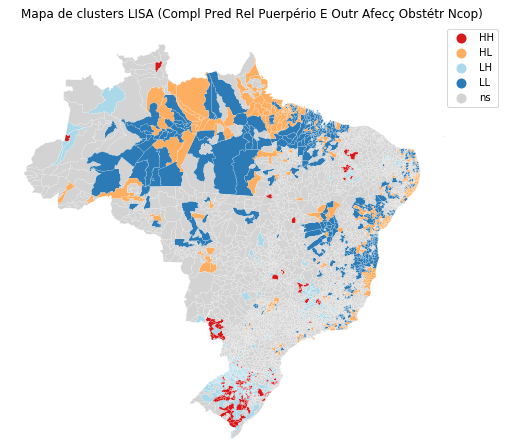 Mapa de clusters LISA (Compl Pred Rel Puerpério E Outr Afecç Obstétr Ncop)
HH
HL
LH
LL
ns